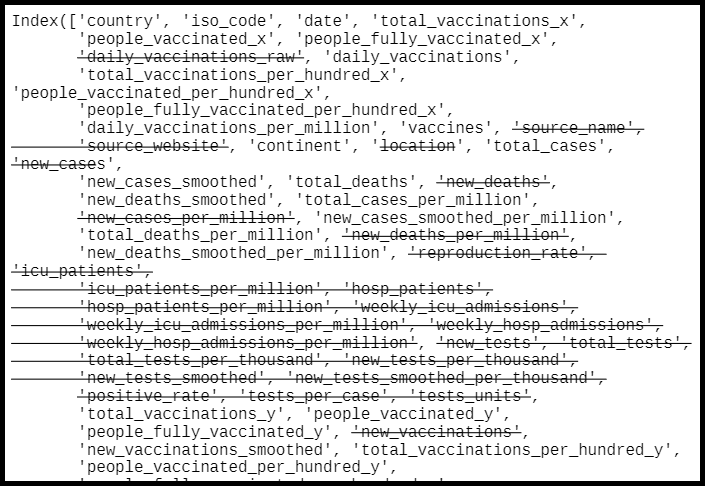 Index(['country', 'iso_code', 'date', 'total_vaccinations_x',
'people_vaccinated_x', 'people_fully_vaccinated_x',
'daily_vaccinations_raw', 'daily_vaccinations',
'total_vaccinations_per_hundred_x',
'people_vaccinated_per_hundred_x',
'people_fully_vaccinated_per_hundred_x',
'daily_vaccinations_per_million', 'vaccines', 'source_name',
'source_website', 'continent', 'location', 'total_cases',
'new_cases',
'new_cases_smoothed', 'total_deaths', 'new_deaths',
'new_deaths_smoothed', 'total_cases_per_million',
'new_cases_per_million', 'new_cases_smoothed_per_million',
'total_deaths_per_million', 'new_deaths_per_million',
'new_deaths_smoothed_per_million', 'reproduction_rate',
'icu_patients',
'icu_patients_per_million', 'hosp_patients',
'hosp_patients_per_million', 'weekly_icu_admissions',
'weekly_icu_admissions_per_million', 'weekly_hosp_admissions',
'weekly_hosp_admissions_per_million', 'new_tests', 'total_tests',
'total_tests_per_thousand', 'new_tests_per_thousand',
'new_tests_smoothed', 'new_tests_smoothed_per_thousand',
'positive_rate', 'tests_per_case', 'tests_units',
'total_vaccinations_y', 'people_vaccinated_y',
'people_fully_vaccinated_y', 'new_vaccinations',
'new_vaccinations_smoothed', 'total_vaccinations_per_hundred_y',
'people_vaccinated_per_hundred_y',